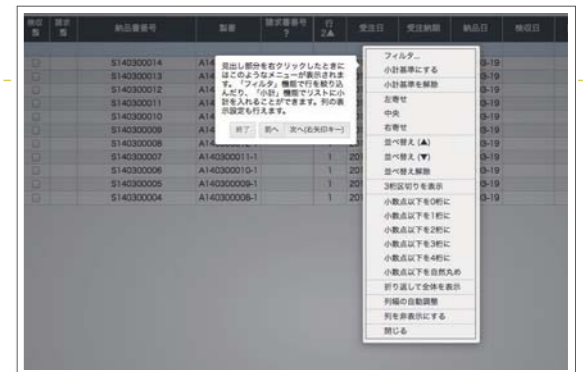 検収
請求
納品書番号
製番
請求書番号
?
行
2▲
受注日
受注納期
納品日
検収日
S140300014
S140300013
S140300012
S140300011
S140300010
S140300009
S140300008
S140300007
S140300006
S140300005
S140300004
A140300011-1
A140300010-1
A140300009-1
A140300008-1
1
1
1
1
見出し部分を右クリックしたときに
はこのようなメニューが表示されま
す。「フィルタ」機能で行を絞り込
んだり、「小計」機能でリストに小
計を入れることができます。列の表
示設定も行えます。
終了 前へ 次へ(右矢印キー)
フィルタ...
小計基準にする
小計基準を解除
左寄せ
中央
右寄せ
並べ替え (▲)
並べ替え (▼)
並べ替え解除
3桁区切りを表示
小数点以下を0桁に
小数点以下を1桁に
小数点以下を2桁に
小数点以下を3桁に
小数点以下を4桁に
小数点以下を自然丸め
折り返して全体を表示
列幅の自動調整
列を非表示にする
閉じる